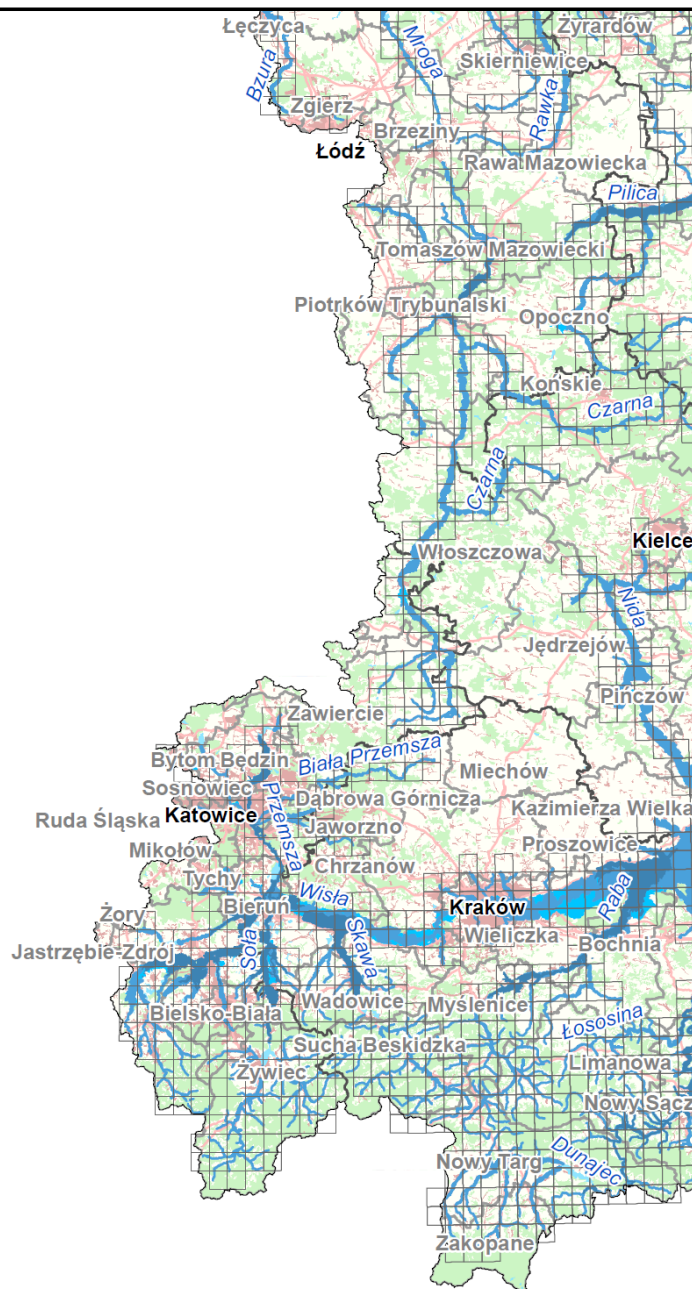 Łęczyca
Żyrardów
Mroga
Skierniewice
Bzura
Zgierz
Rawka
Brzeziny
Łódź
Rawa Mazowiecka
Pilica
Tomaszów Mazowiecki
Piotrków Trybunalski
Opoczno
Końskie
Czarna
Czarna
Kielce
Włoszczowa
Nida
Jędrzejów
Pinczów
Zawiercie
Biała Przemsza
Bytom Będzin
Miechów
Sosnowiec
Przemsza
Dąbrowa Górnicza
Kazimierza Wielka
Ruda Śląska
Katowice
Jaworzno
Proszowice
Mikołów
Chrzanów
Tychy
Wisła
Raba
Bieruń
Kraków
Żory
Skawa
Wieliczka
Bochnia
Jastrzębie-Zdroj
Soła
Wadowice
Myślenice
Bielsko-Biała
Łososina
Sucha Beskidzka
Limanowa
Żywiec
Nowy Sącz
Dunajec
Nowy Targ
Zakopane